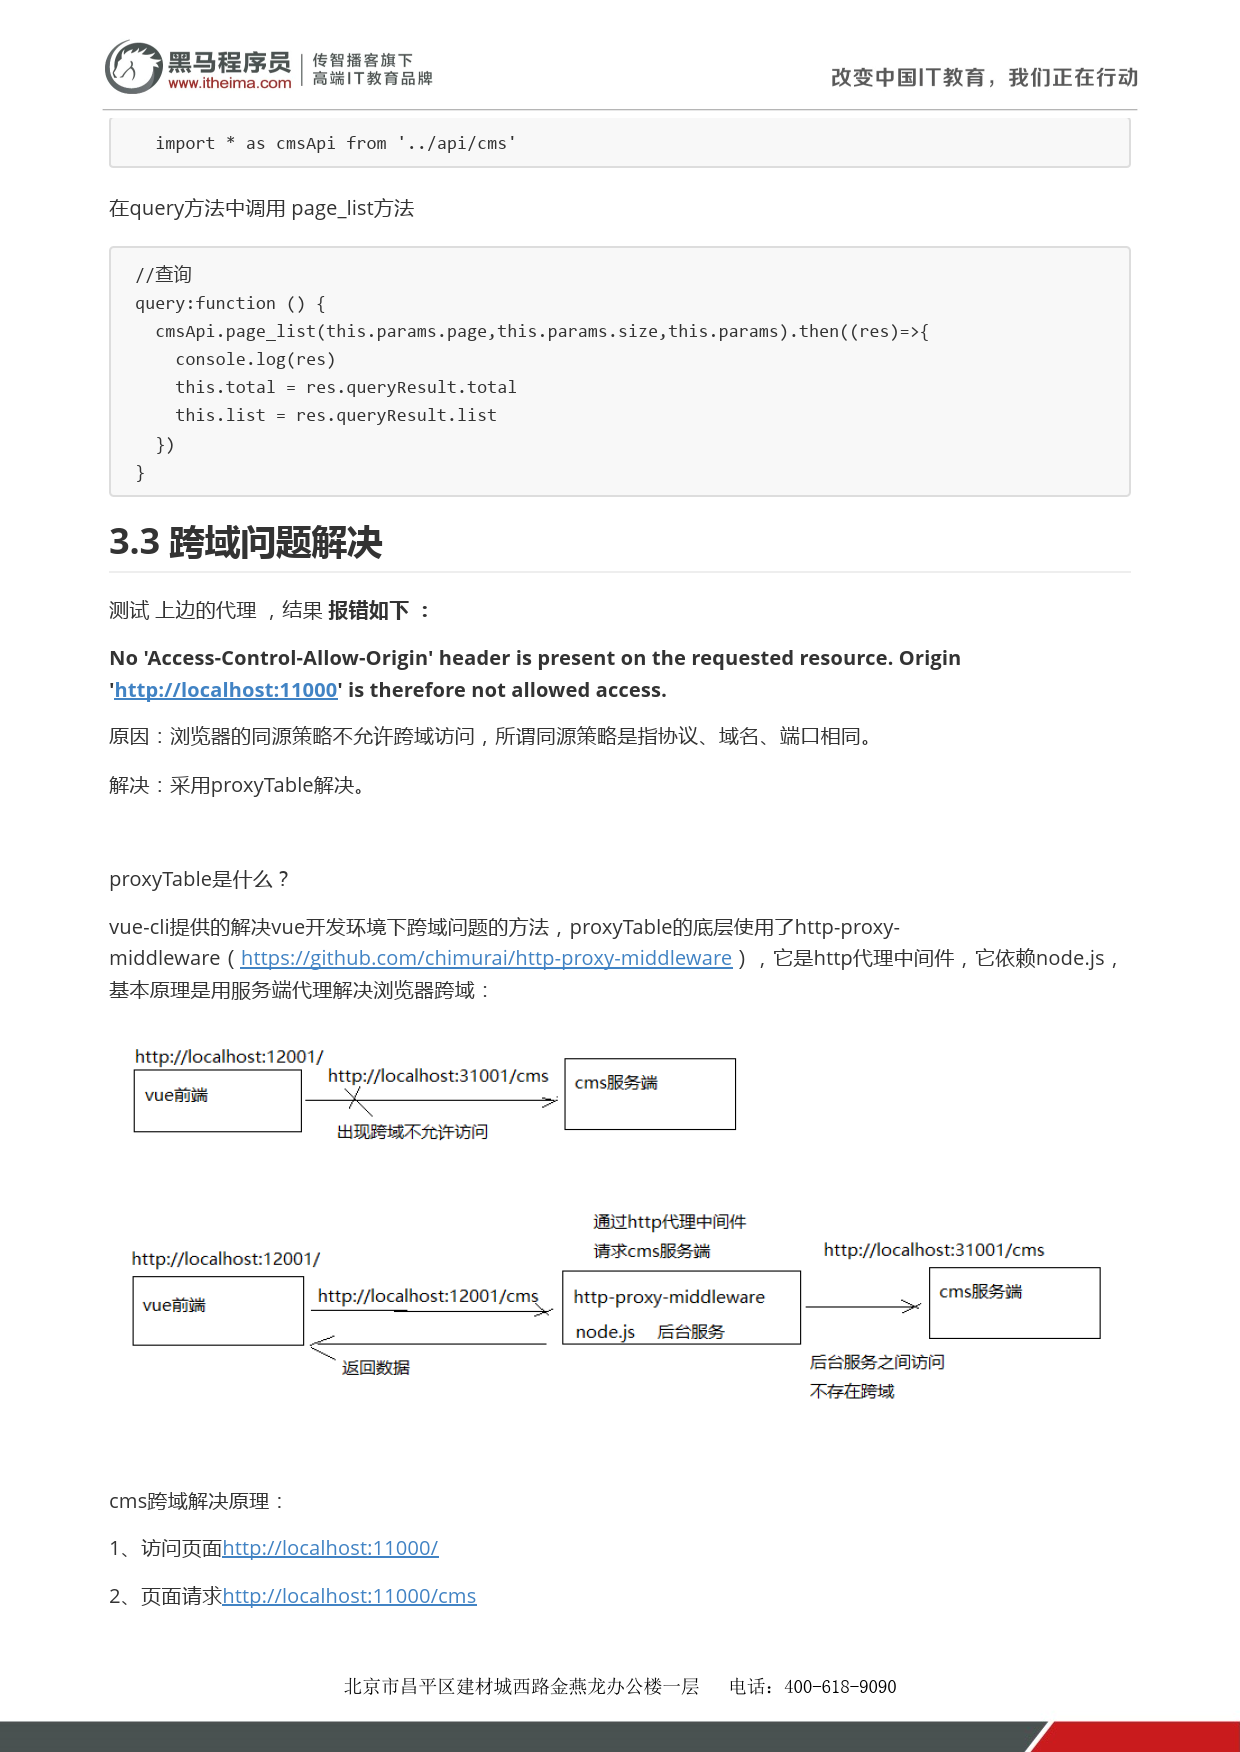 黑马程序员
www.itheima.com
传智播客旗下
高端IT教育品牌
改变中国IT教育，我们正在行动
import * as cmsApi from '../api/cms'
在query方法中调用 page_list方法
//查询
query:function () {
  cmsApi.page_list(this.params.page,this.params.size,this.params).then((res)=>{
    console.log(res)
    this.total = res.queryResult.total
    this.list = res.queryResult.list
  })
}
3.3 跨域问题解决
测试 上边的代理 ，结果 报错如下 ：
No 'Access-Control-Allow-Origin' header is present on the requested resource. Origin
'http://localhost:11000' is therefore not allowed access.
原因：浏览器的同源策略不允许跨域访问，所谓同源策略是指协议、域名、端口相同。
解决：采用proxyTable解决。
proxyTable是什么？
vue-cli提供的解决vue开发环境下跨域问题的方法，proxyTable的底层使用了http-proxy-
middleware（https://github.com/chimurai/http-proxy-middleware），它是http代理中间件，它依赖node.js，
基本原理是用服务端代理解决浏览器跨域：
http://localhost:12001/
vue前端
http://localhost:31001/cms
出现跨域不允许访问
cms服务端
通过http代理中间件
请求cms服务端
http://localhost:12001/
vue前端
http://localhost:12001/cms
返回数据
http-proxy-middleware
node.js 后台服务
http://localhost:31001/cms
cms服务端
后台服务之间访问
不存在跨域
cms跨域解决原理：
1、访问页面http://localhost:11000/
2、页面请求http://localhost:11000/cms
北京市昌平区建材城西路金燕龙办公楼一层 电话：400-618-9090